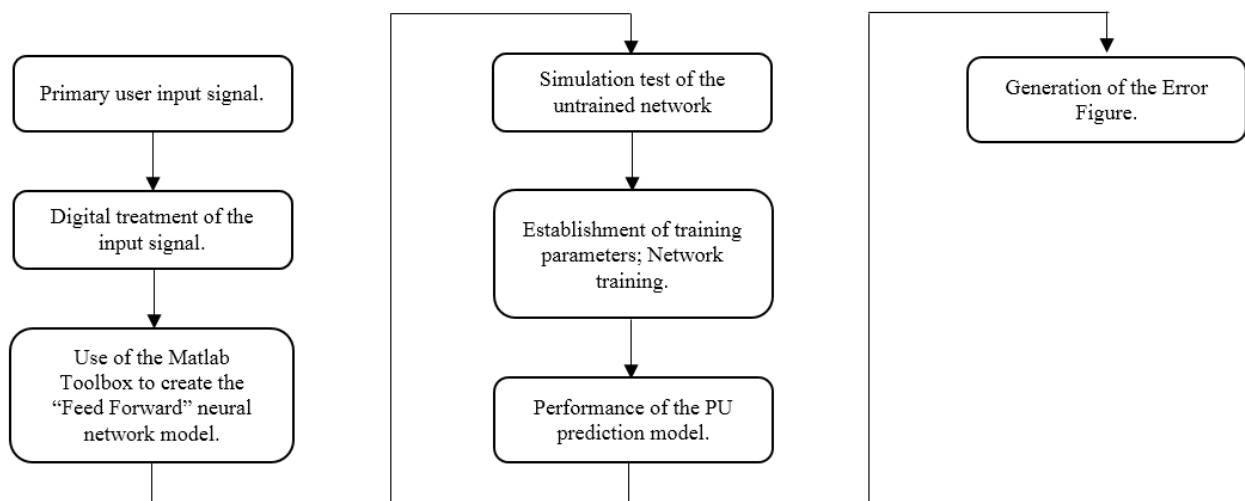 Primary user input signal.
Digital treatment of the
input signal.
Use of the Matlab
Toolbox to create the
“Feed Forward” neural
network model.
Simulation test of the
untrained network
Establishment of training
parameters; Network
training.
Performance of the PU
prediction model.
Generation of the Error
Figure.